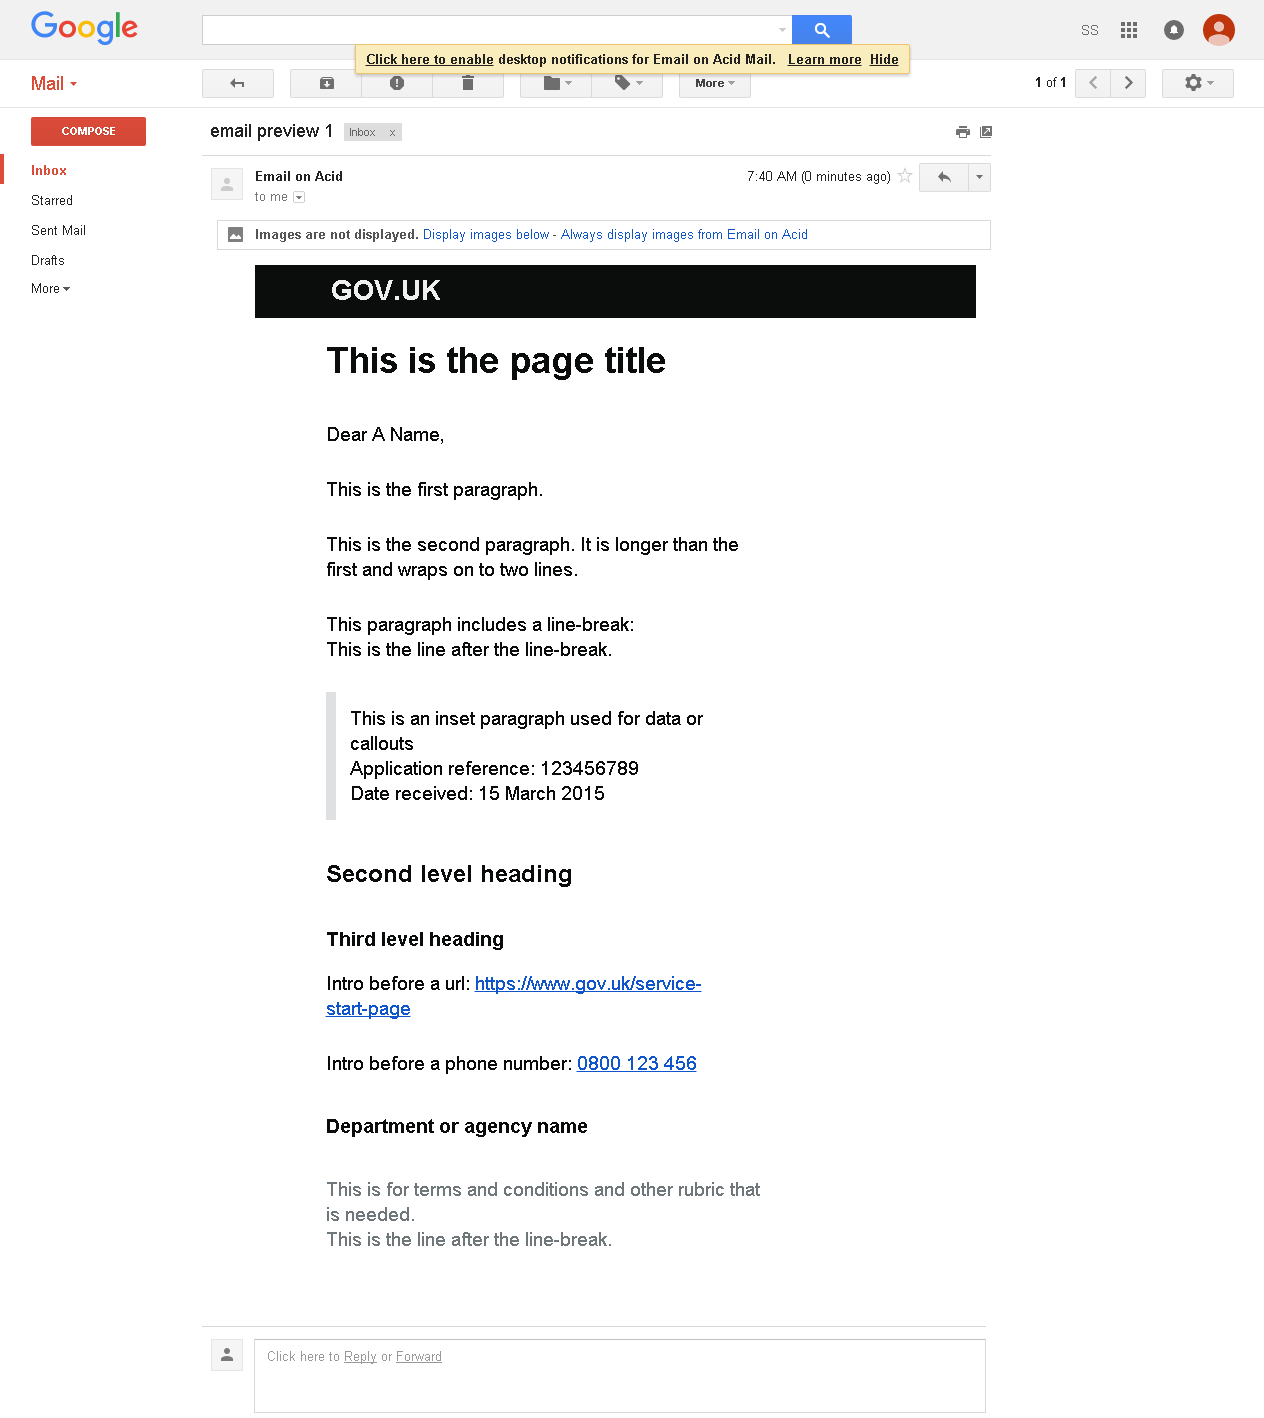 Google
Click here to enable desktop notifications for Email on Acid Mail. Learn more Hide
SS
Mail
More
1 of 1
COMPOSE
Inbox
Starred
Sent Mail
Drafts
More
email preview 1 Inbox x
Email on Acid
7:40 AM (0 minutes ago)
to me
Images are not displayed. Display images below - Always display images from Email on Acid
GOV.UK
This is the page title
Dear A Name,
This is the first paragraph.
This is the second paragraph. It is longer than the
first and wraps on to two lines.
This paragraph includes a line-break:
This is the line after the line-break.
This is an inset paragraph used for data or
callouts
Application reference: 123456789
Date received: 15 March 2015
Second level heading
Third level heading
Intro before a url: https://www.gov.uk/service-
start-page
Intro before a phone number: 0800 123 456
Department or agency name
This is for terms and conditions and other rubric that
is needed.
This is the line after the line-break.
Click here to Reply or Forward